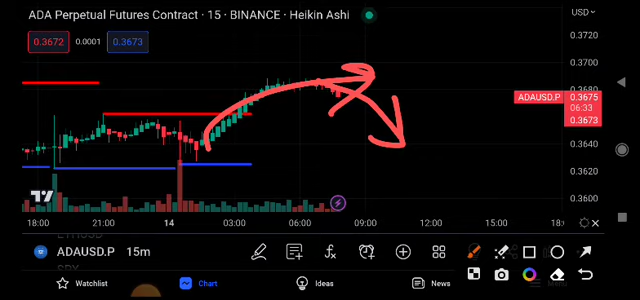 ADA Perpetual Futures Contract · 15 · BINANCE · Heikin Ashi
USD
0.3672 0.0001 0.3673
0.3720
0.3700
0.3680
ADAUSD.P 0.3675
06:33
0.3673
0.3640
0.3620
0.3600
18:00 21:00 14 03:00 06:00 09:00 12:00 15:00
ADAUSD.P 15m
Watchlist Chart Ideas News Menu